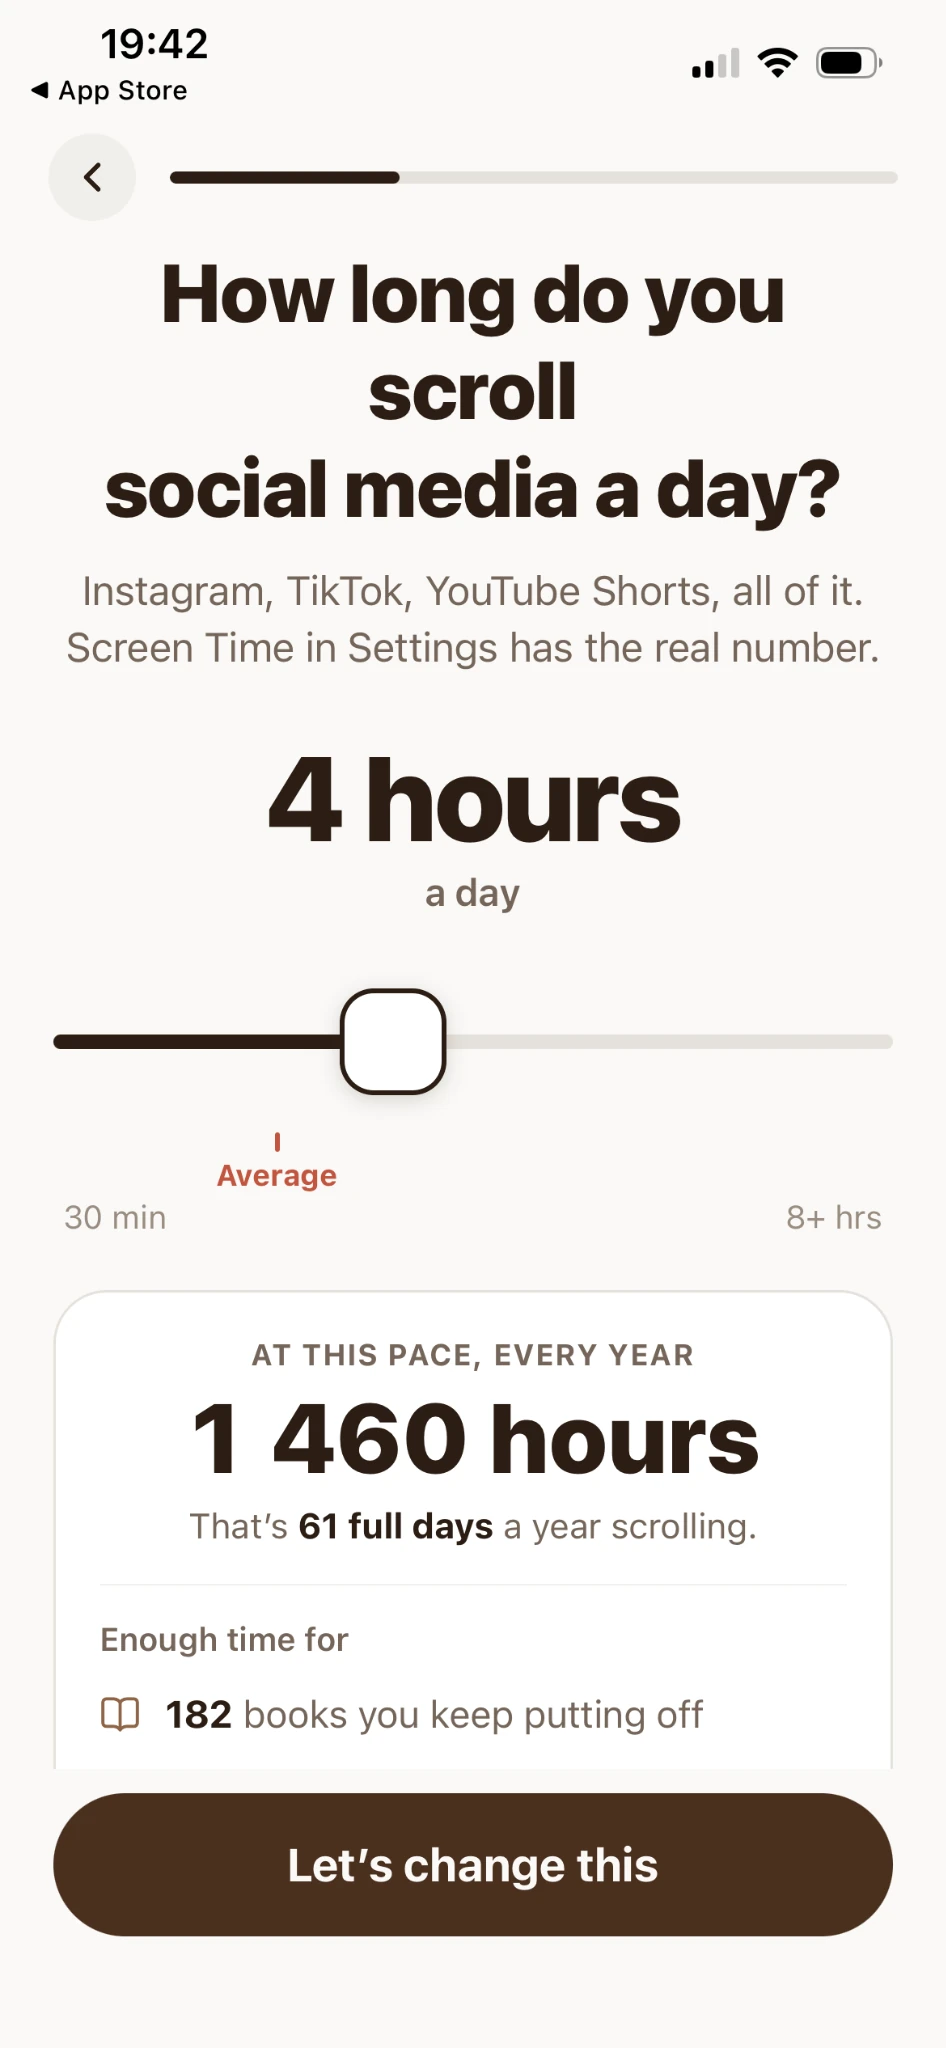 19:42
◀ App Store
How long do you
scroll
social media a day?
Instagram, TikTok, YouTube Shorts, all of it.
Screen Time in Settings has the real number.
4 hours
a day
Average
30 min
8+ hrs
AT THIS PACE, EVERY YEAR
1 460 hours
That’s 61 full days a year scrolling.
Enough time for
182 books you keep putting off
Let’s change this